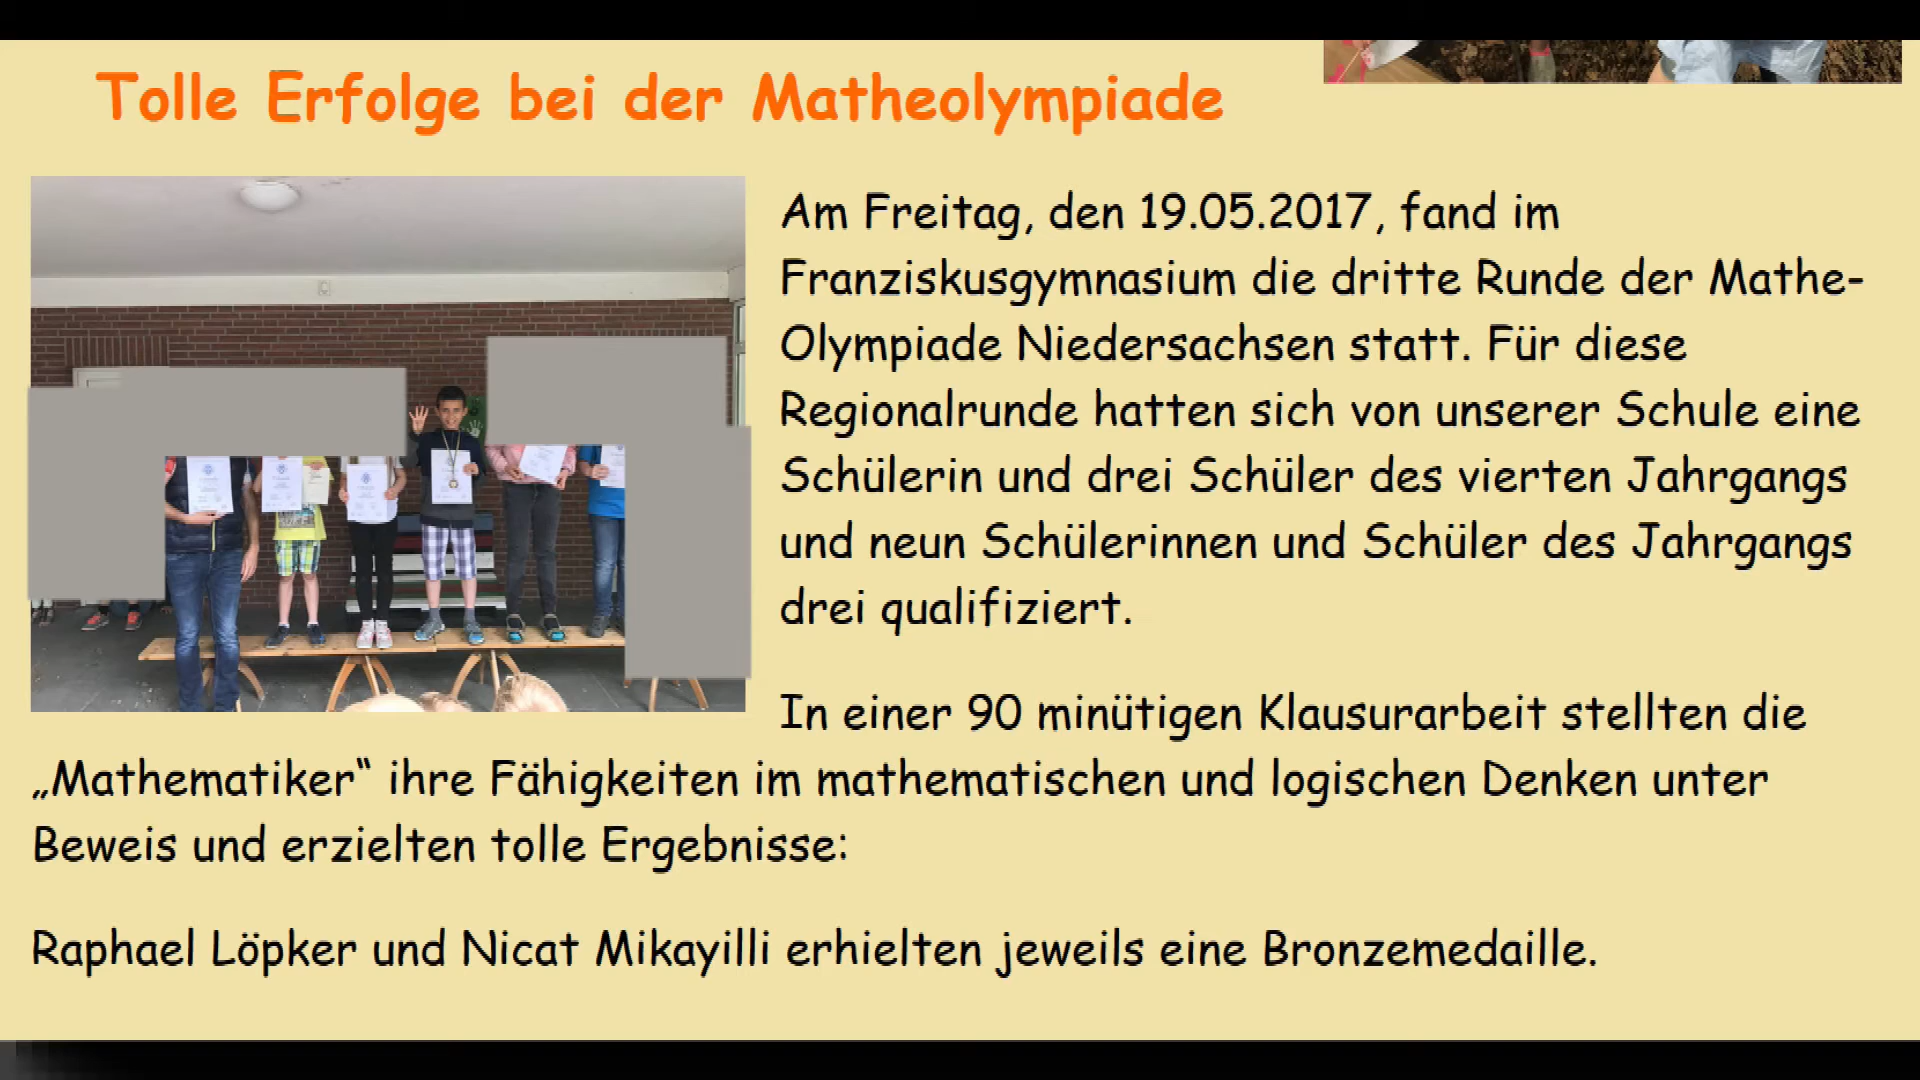 Tolle Erfolge bei der Matheolympiade
Am Freitag, den 19.05.2017, fand im
Franziskusgymnasium die dritte Runde der Mathe-
Olympiade Niedersachsen statt. Für diese
Regionalrunde hatten sich von unserer Schule eine
Schülerin und drei Schüler des vierten Jahrgangs
und neun Schülerinnen und Schüler des Jahrgangs
drei qualifiziert.
In einer 90 minütigen Klausurarbeit stellten die
„Mathematiker“ ihre Fähigkeiten im mathematischen und logischen Denken unter
Beweis und erzielten tolle Ergebnisse:
Raphael Löpker und Nicat Mikayilli erhielten jeweils eine Bronzemedaille.